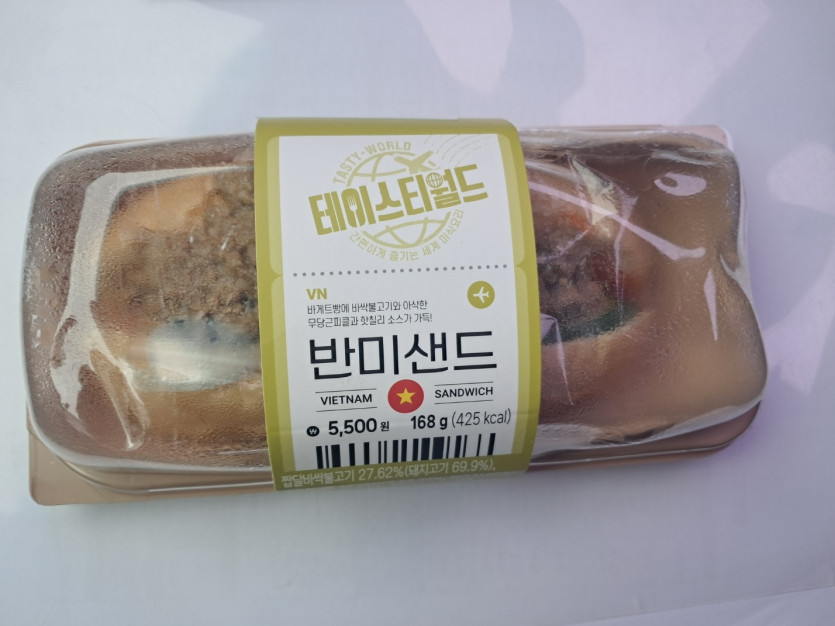 TASTY-WORLD
테이스티월드
간편하게 즐기는 세계 미식요리
VN
바게트빵에 바싹불고기와 아삭한
무당근피클과 핫칠리 소스가 가득!
반미샌드
VIETNAM SANDWICH
₩ 5,500원 168 g (425 kcal)
짭달바싹불고기 27.62%(돼지고기 69.9%),